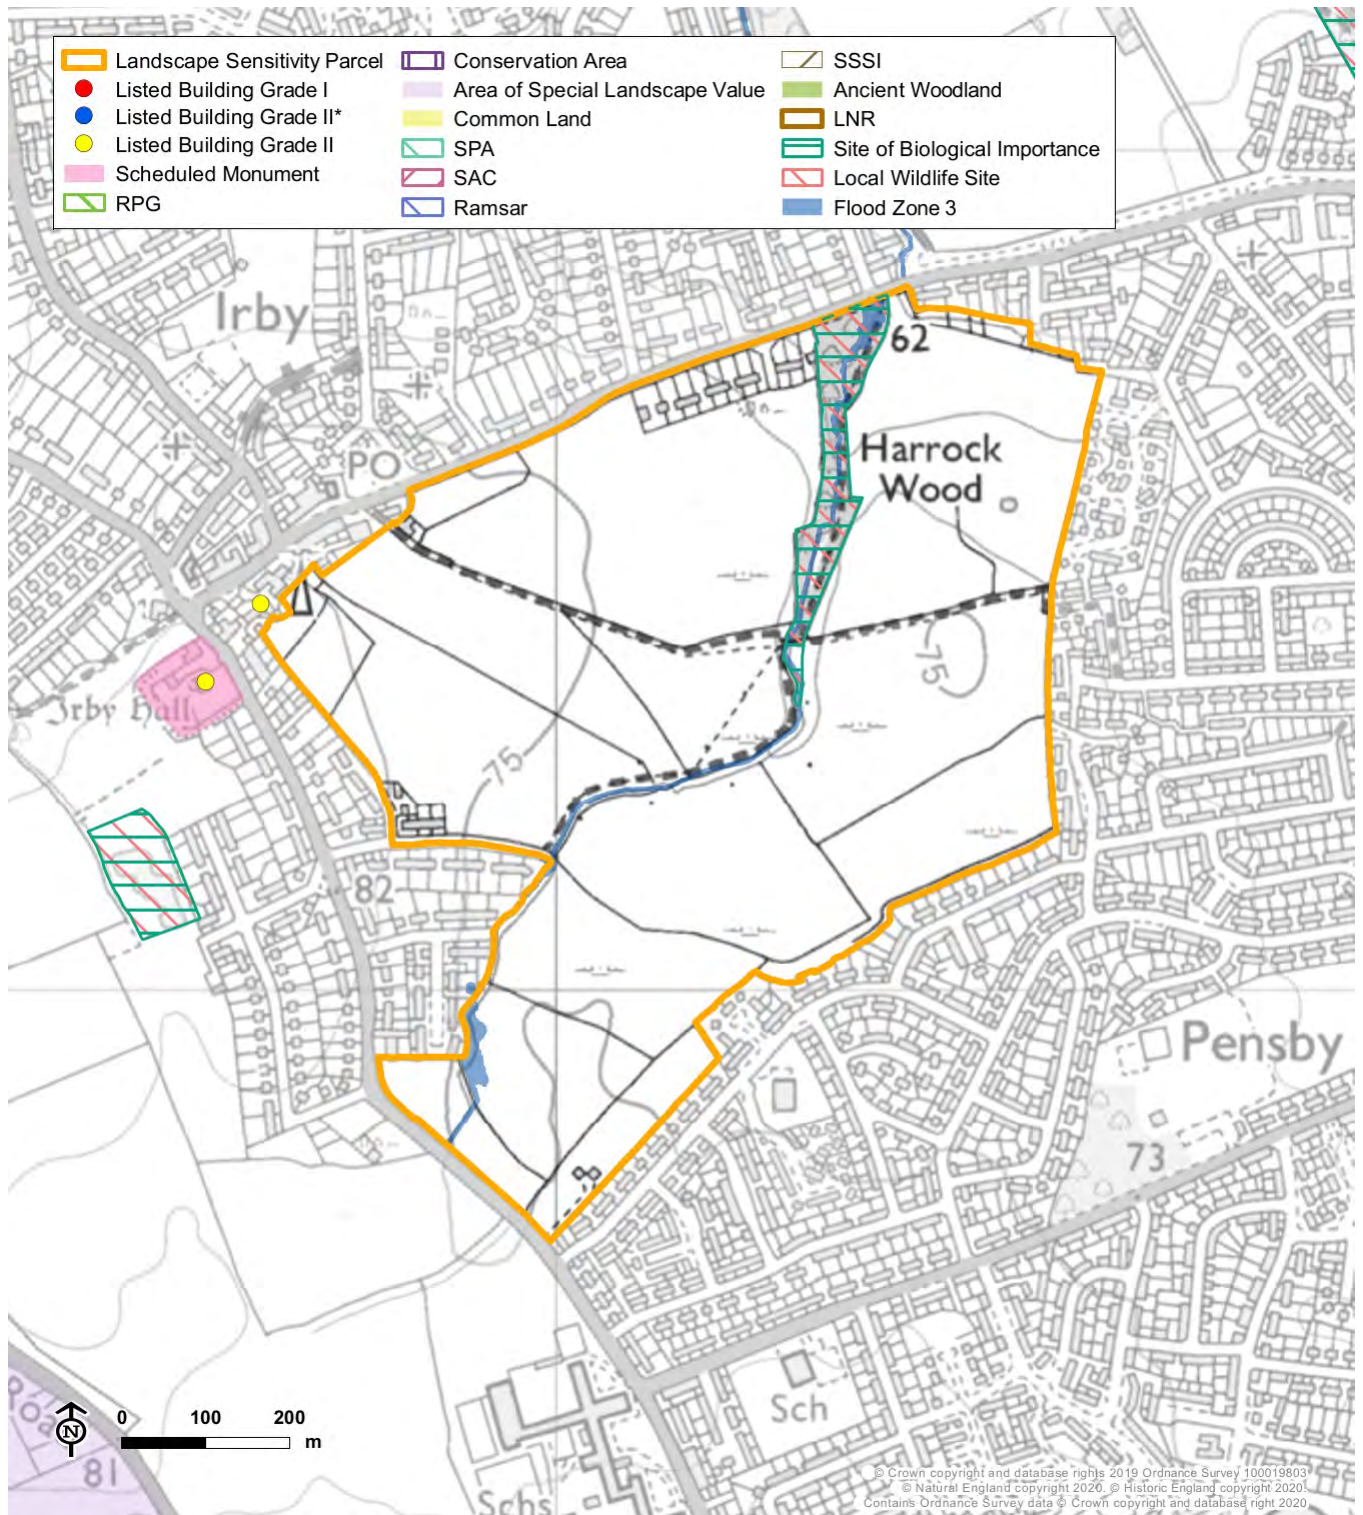 Landscape Sensitivity Parcel
Listed Building Grade I
Listed Building Grade II*
Listed Building Grade II
Scheduled Monument
RPG
Conservation Area
Area of Special Landscape Value
Common Land
SPA
SAC
Ramsar
SSSI
Ancient Woodland
LNR
Site of Biological Importance
Local Wildlife Site
Flood Zone 3
Irby
62
PO
Harrock
Wood
75
Irby Hall
75
82
Pensby
73
Roa
81
Sch
Schs
N
0 100 200
m
© Crown copyright and database rights 2019 Ordnance Survey 100019803
© Natural England copyright 2020. © Historic England copyright 2020.
Contains Ordnance Survey data © Crown copyright and database right 2020